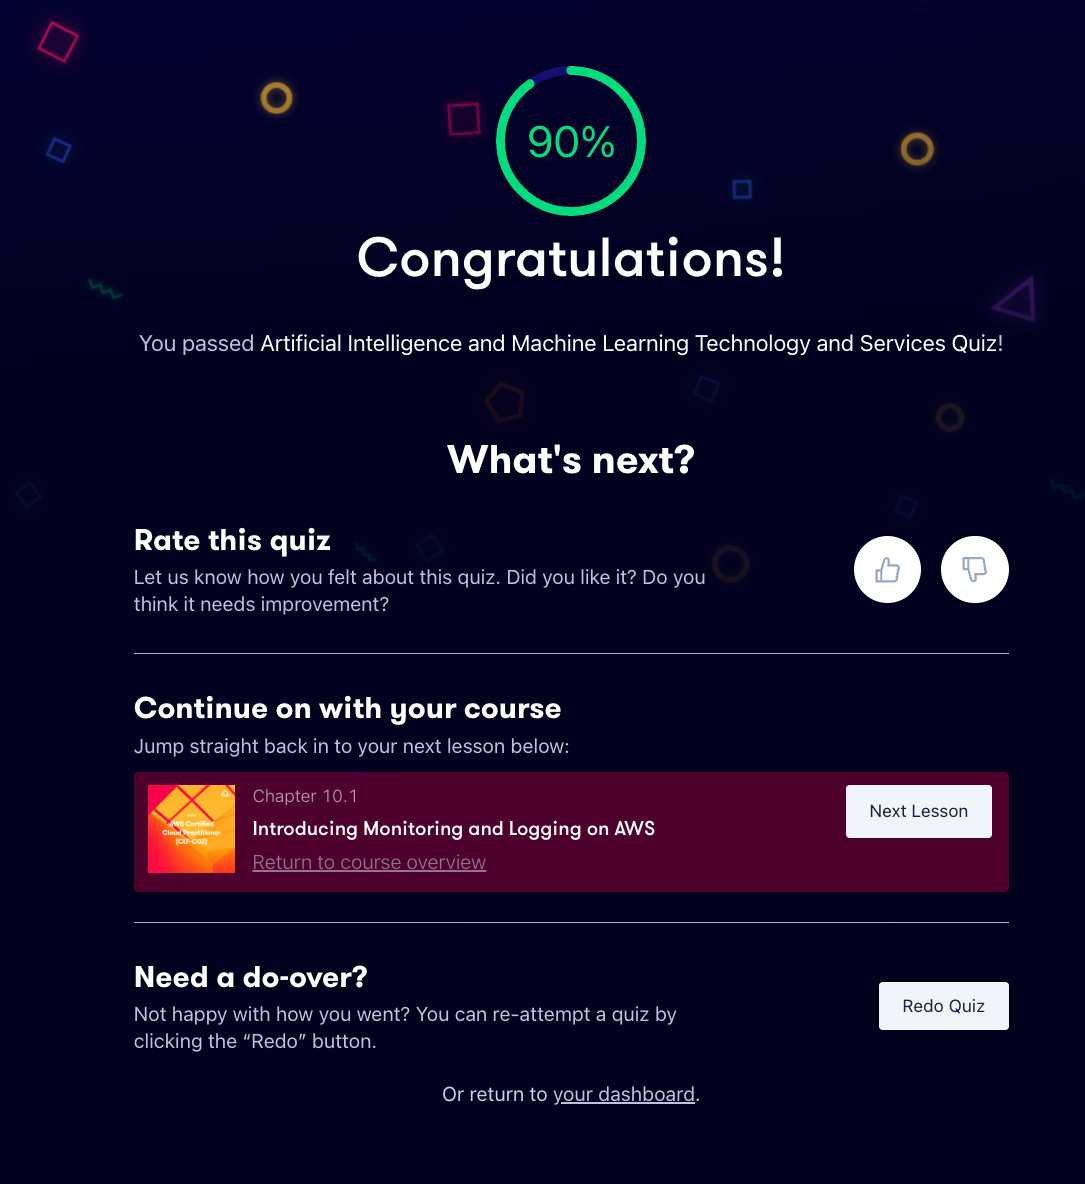 90%
Congratulations!
You passed Artificial Intelligence and Machine Learning Technology and Services Quiz!
What's next?
Rate this quiz
Let us know how you felt about this quiz. Did you like it? Do you
think it needs improvement?
Continue on with your course
Jump straight back in to your next lesson below:
AWS Certified
Cloud Practitioner
(CLF-C02)
Chapter 10.1
Introducing Monitoring and Logging on AWS
Return to course overview
Next Lesson
Need a do-over?
Not happy with how you went? You can re-attempt a quiz by
clicking the “Redo” button.
Redo Quiz
Or return to your dashboard.